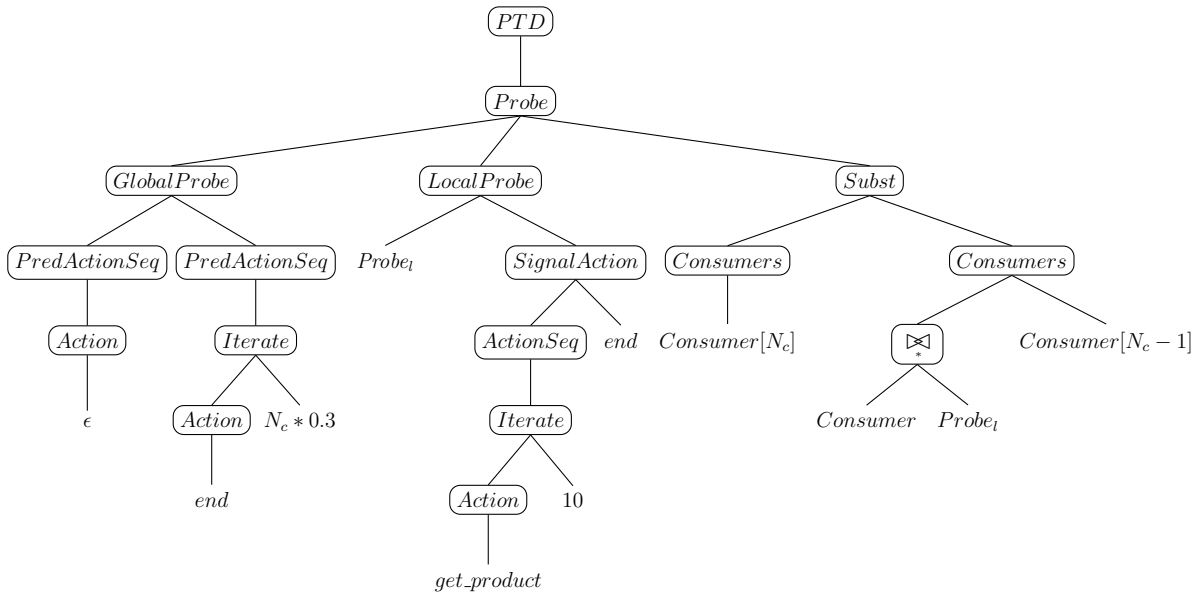 PTD
Probe
GlobalProbe LocalProbe Subst
PredActionSeq PredActionSeq Probe_l SignalAction Consumers Consumers
Action Iterate ActionSeq end Consumer[N_c] ⋈ * Consumer[N_c − 1]
ϵ Action N_c ∗ 0.3 Iterate Consumer Probe_l
end Action 10
get_product